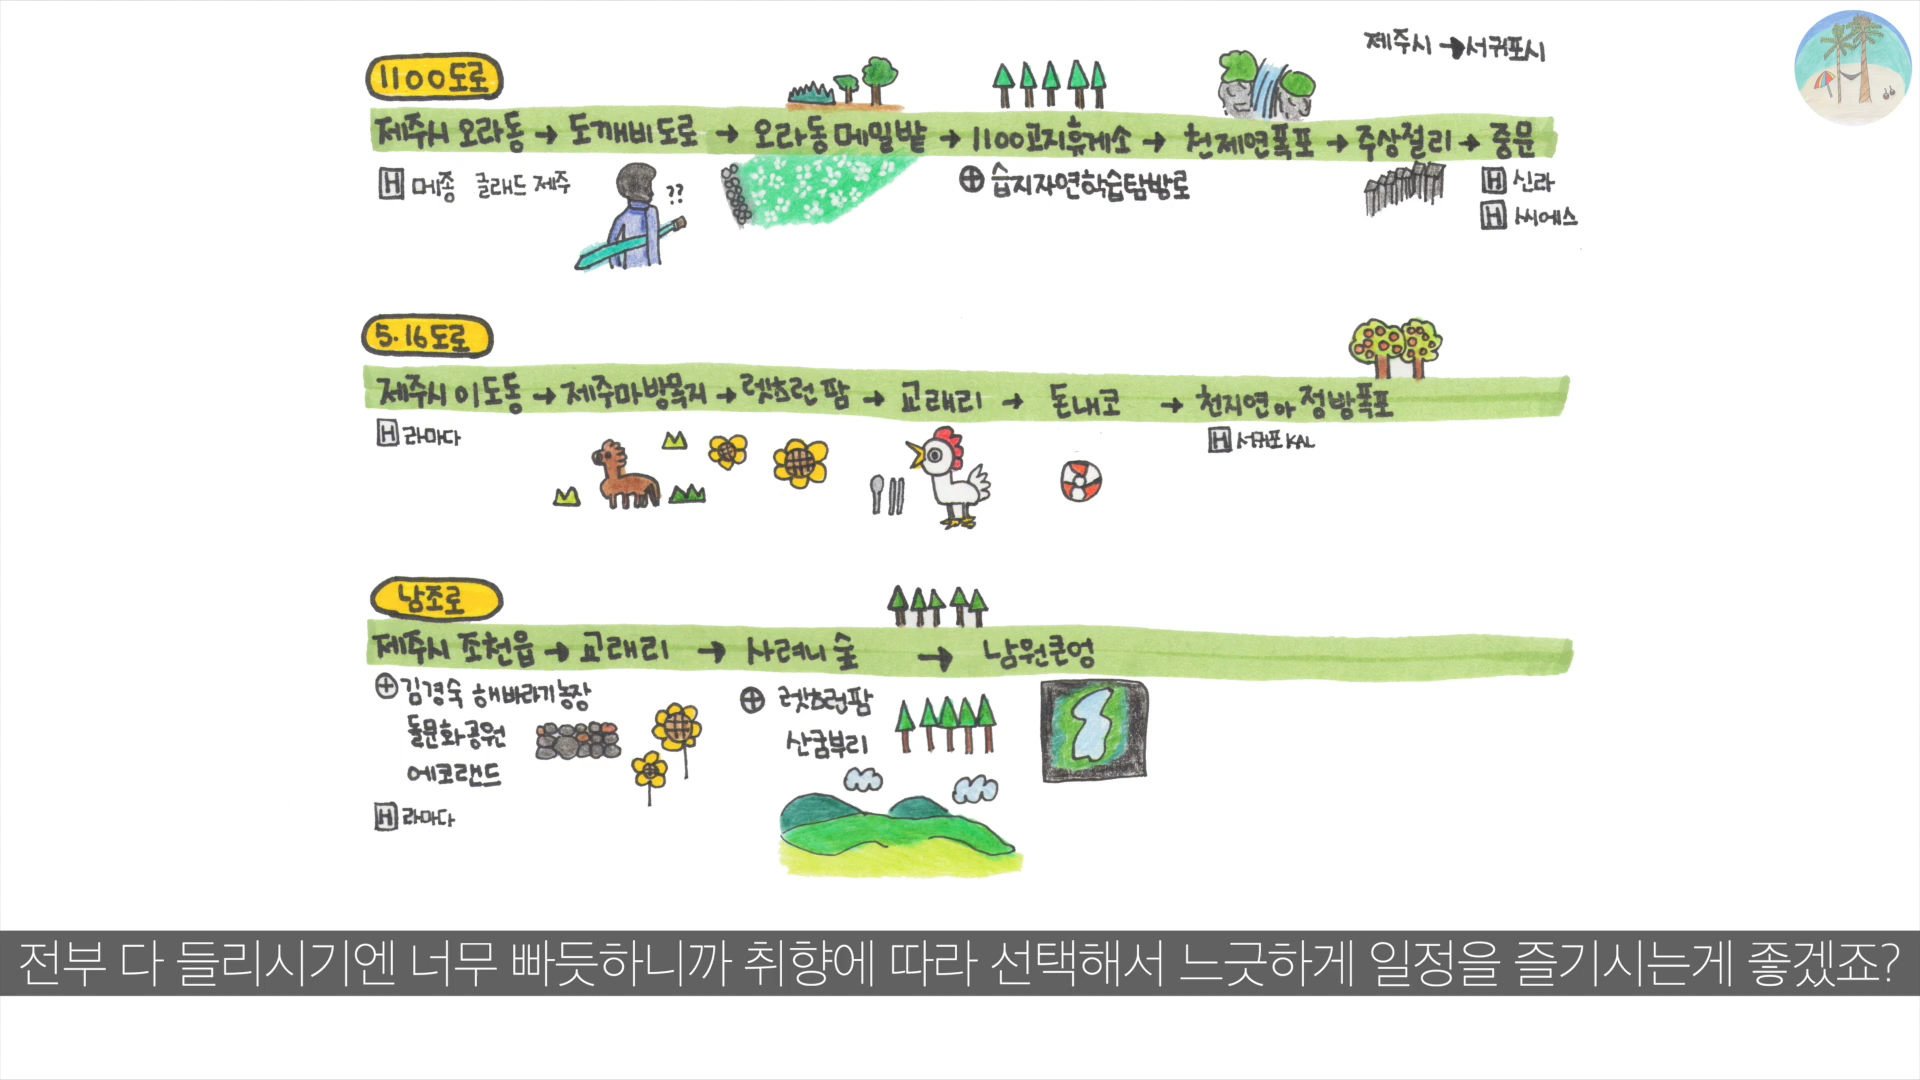 제주시 → 서귀포시
1100도로
제주시 오라동 → 도깨비도로 → 오라동 메밀밭 → 1100고지휴게소 → 천제연폭포 → 주상절리 → 중문
H 메종 글래드 제주
??
⊕ 습지자연학습탐방로
H 신라
H 씨에스
5.16도로
제주시 이도동 → 제주마방목지 → 렛츠런 팜 → 교래리 → 돈내코 → 천지연아 정방폭포
H 라마다
H 서귀포 KAL
남조로
제주시 조천읍 → 교래리 → 사려니 숲 → 남원큰엉
⊕ 김경숙 해바라기농장
돌문화공원
에코랜드
H 라마다
⊕ 렛츠런팜
산굼부리
전부 다 들리시기엔 너무 빠듯하니까 취향에 따라 선택해서 느긋하게 일정을 즐기시는게 좋겠죠?